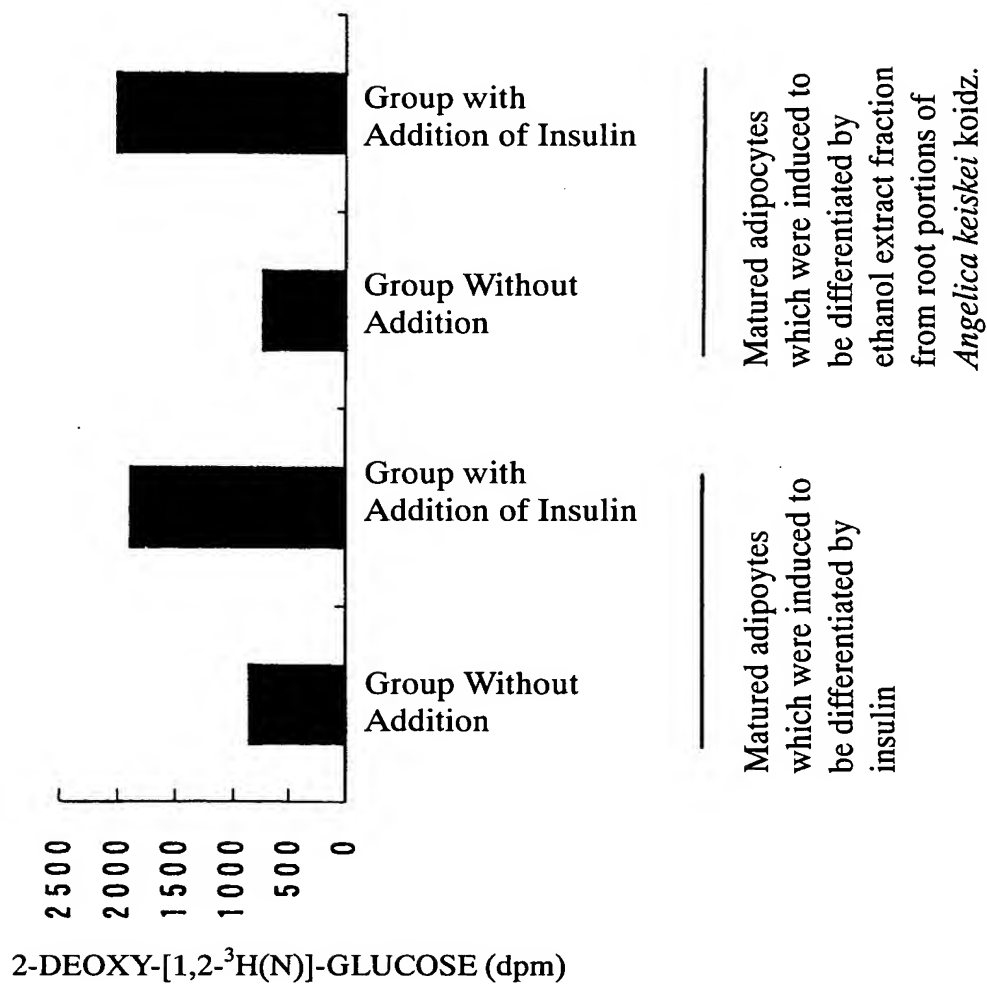 Group with
Addition of Insulin
Group Without
Addition
Group with
Addition of Insulin
Group Without
Addition
Matured adipocytes
which were induced to
be differentiated by
ethanol extract fraction
from root portions of
Angelica keiskei koidz.
Matured adipoytes
which were induced to
be differentiated by
insulin
2500
2000
1500
1000
500
0
2-DEOXY-[1,2-³H(N)]-GLUCOSE (dpm)